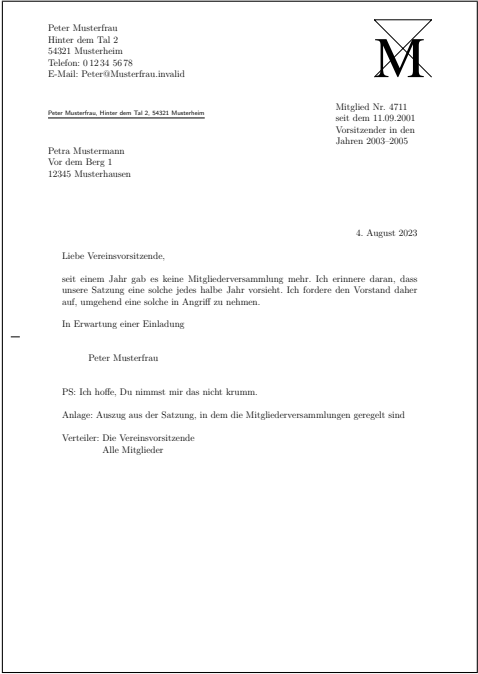 Peter Musterfrau
Hinter dem Tal 2
54321 Musterheim
Telefon: 0 12 34 56 78
E-Mail: Peter@Musterfrau.invalid
M
Peter Musterfrau, Hinter dem Tal 2, 54321 Musterheim
Mitglied Nr. 4711
seit dem 11.09.2001
Vorsitzender in den
Jahren 2003–2005
Petra Mustermann
Vor dem Berg 1
12345 Musterhausen
4. August 2023
Liebe Vereinsvorsitzende,
seit einem Jahr gab es keine Mitgliederversammlung mehr. Ich erinnere daran, dass
unsere Satzung eine solche jedes halbe Jahr vorsieht. Ich fordere den Vorstand daher
auf, umgehend eine solche in Angriff zu nehmen.
In Erwartung einer Einladung
Peter Musterfrau
PS: Ich hoffe, Du nimmst mir das nicht krumm.
Anlage: Auszug aus der Satzung, in dem die Mitgliederversammlungen geregelt sind
Verteiler: Die Vereinsvorsitzende
Alle Mitglieder